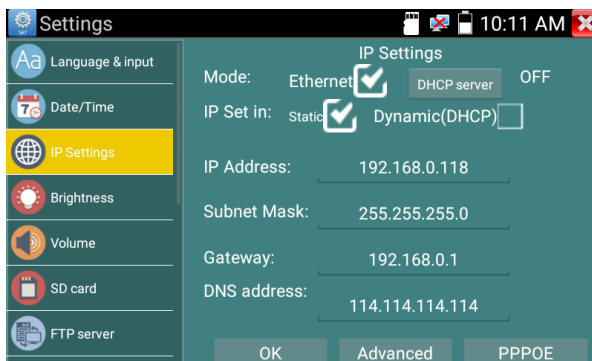 SET Settings 10:11 AM
Aa Language & input
7 Date/Time
IP Settings
Brightness
Volume
SD card
FTP server
IP Settings
Mode: Ethernet DHCP server OFF
IP Set in: Static Dynamic(DHCP)
IP Address: 192.168.0.118
Subnet Mask: 255.255.255.0
Gateway: 192.168.0.1
DNS address: 114.114.114.114
OK Advanced PPPOE